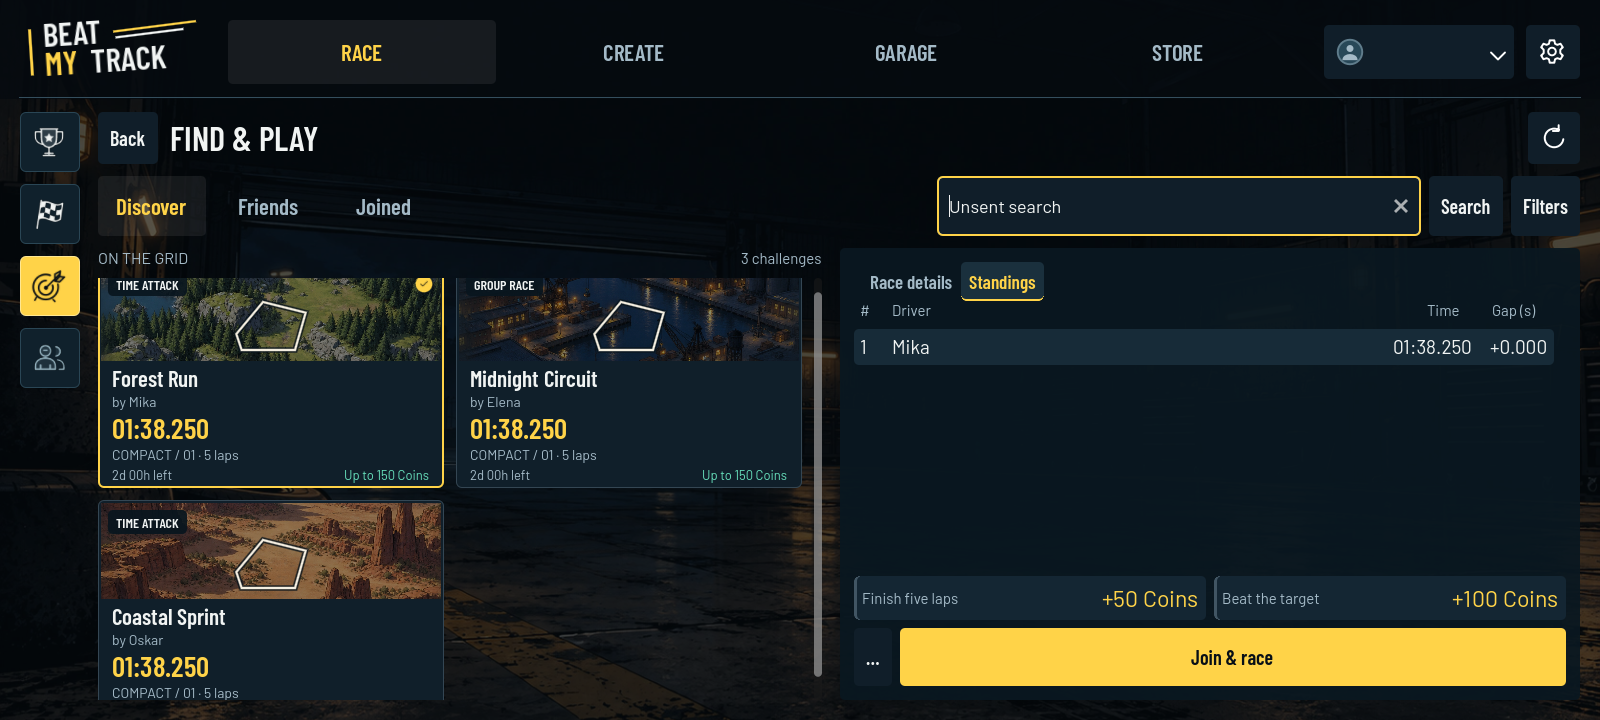 BEAT
MY TRACK
RACE
CREATE
GARAGE
STORE
Back
FIND & PLAY
Discover
Friends
Joined
Unsent search
Search
Filters
ON THE GRID
3 challenges
TIME ATTACK
Forest Run
by Mika
01:38.250
COMPACT / 01 · 5 laps
2d 00h left
Up to 150 Coins
GROUP RACE
Midnight Circuit
by Elena
01:38.250
COMPACT / 01 · 5 laps
2d 00h left
Up to 150 Coins
TIME ATTACK
Coastal Sprint
by Oskar
01:38.250
COMPACT / 01 · 5 laps
Race details
Standings
# Driver Time Gap (s)
1 Mika 01:38.250 +0.000
Finish five laps
+50 Coins
Beat the target
+100 Coins
...
Join & race